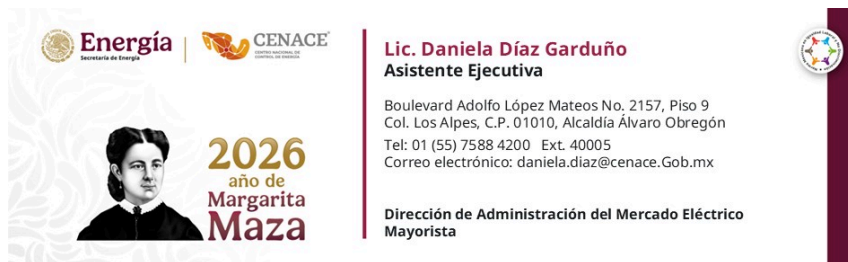 Energía
Secretaría de Energía
CENACE®
CENTRO NACIONAL DE
CONTROL DE ENERGÍA
2026
año de
Margarita
Maza
Lic. Daniela Díaz Garduño
Asistente Ejecutiva
Boulevard Adolfo López Mateos No. 2157, Piso 9
Col. Los Alpes, C.P. 01010, Alcaldía Álvaro Obregón
Tel: 01 (55) 7588 4200 Ext. 40005
Correo electrónico: daniela.diaz@cenace.Gob.mx
Dirección de Administración del Mercado Eléctrico
Mayorista